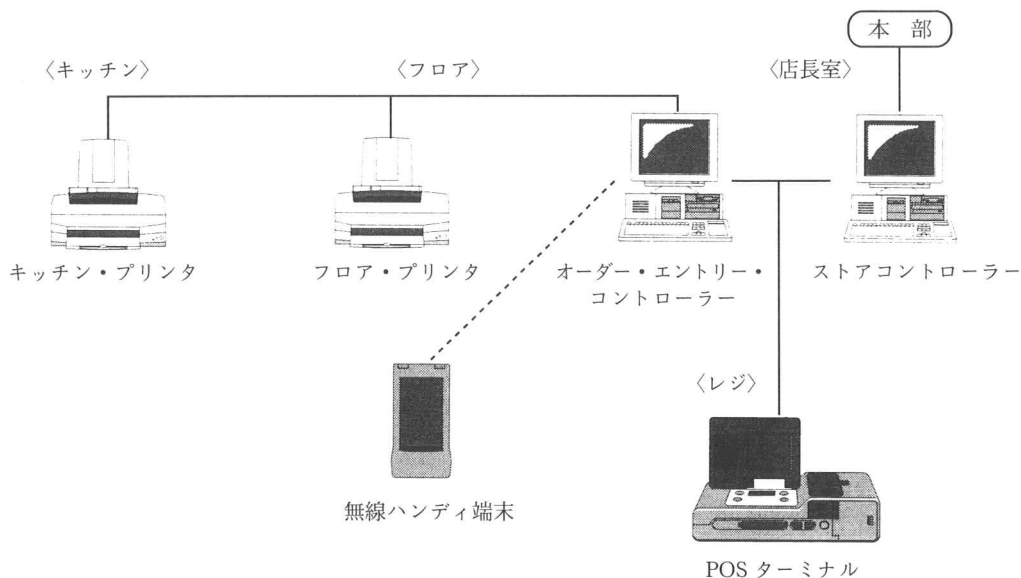 本 部
〈キッチン〉
〈フロア〉
〈店長室〉
キッチン・プリンタ
フロア・プリンタ
オーダー・エントリー・
コントローラー
ストアコントローラー
〈レジ〉
無線ハンディ端末
POS ターミナル